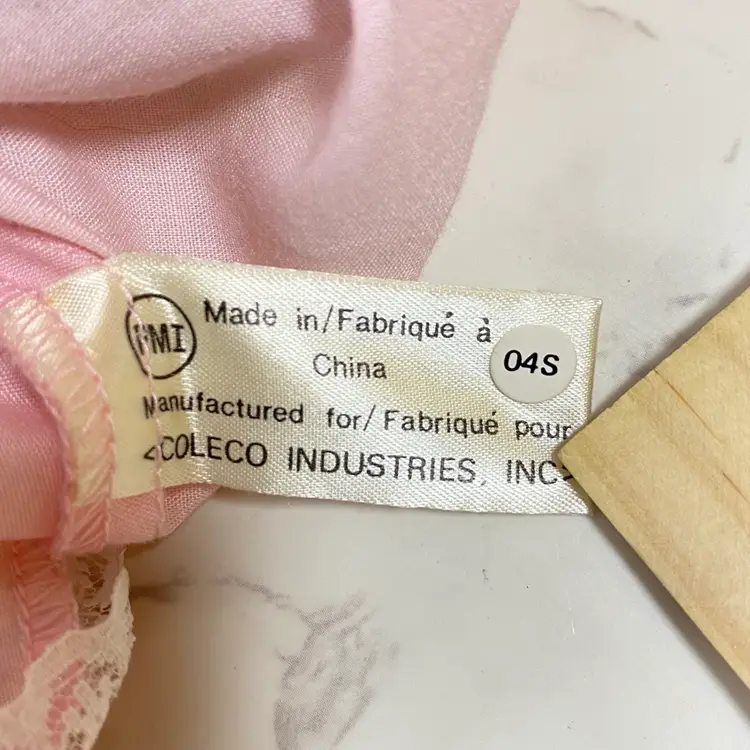 PMI
Made in/Fabriqué à
China
04S
Manufactured for/Fabriqué pour
<COLECO INDUSTRIES, INC>